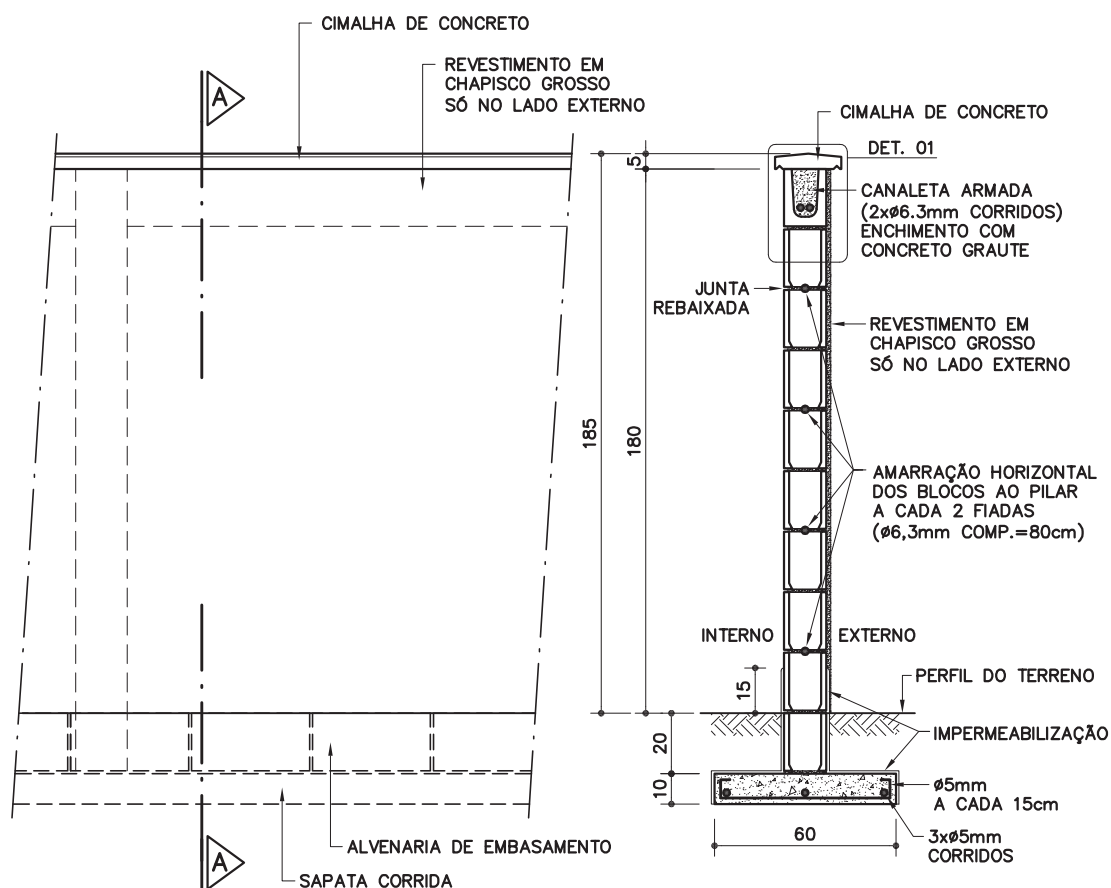 CIMALHA DE CONCRETO
REVESTIMENTO EM
CHAPISCO GROSSO
SÓ NO LADO EXTERNO
A
CIMALHA DE CONCRETO
DET. 01
5
CANALETA ARMADA
(2xø6.3mm CORRIDOS)
ENCHIMENTO COM
CONCRETO GRAUTE
JUNTA
REBAIXADA
REVESTIMENTO EM
CHAPISCO GROSSO
SÓ NO LADO EXTERNO
185
180
AMARRAÇÃO HORIZONTAL
DOS BLOCOS AO PILAR
A CADA 2 FIADAS
(ø6,3mm COMP.=80cm)
INTERNO
EXTERNO
15
PERFIL DO TERRENO
20
IMPERMEABILIZAÇÃO
10
ø5mm
A CADA 15cm
60
3xø5mm
CORRIDOS
ALVENARIA DE EMBASAMENTO
A
SAPATA CORRIDA